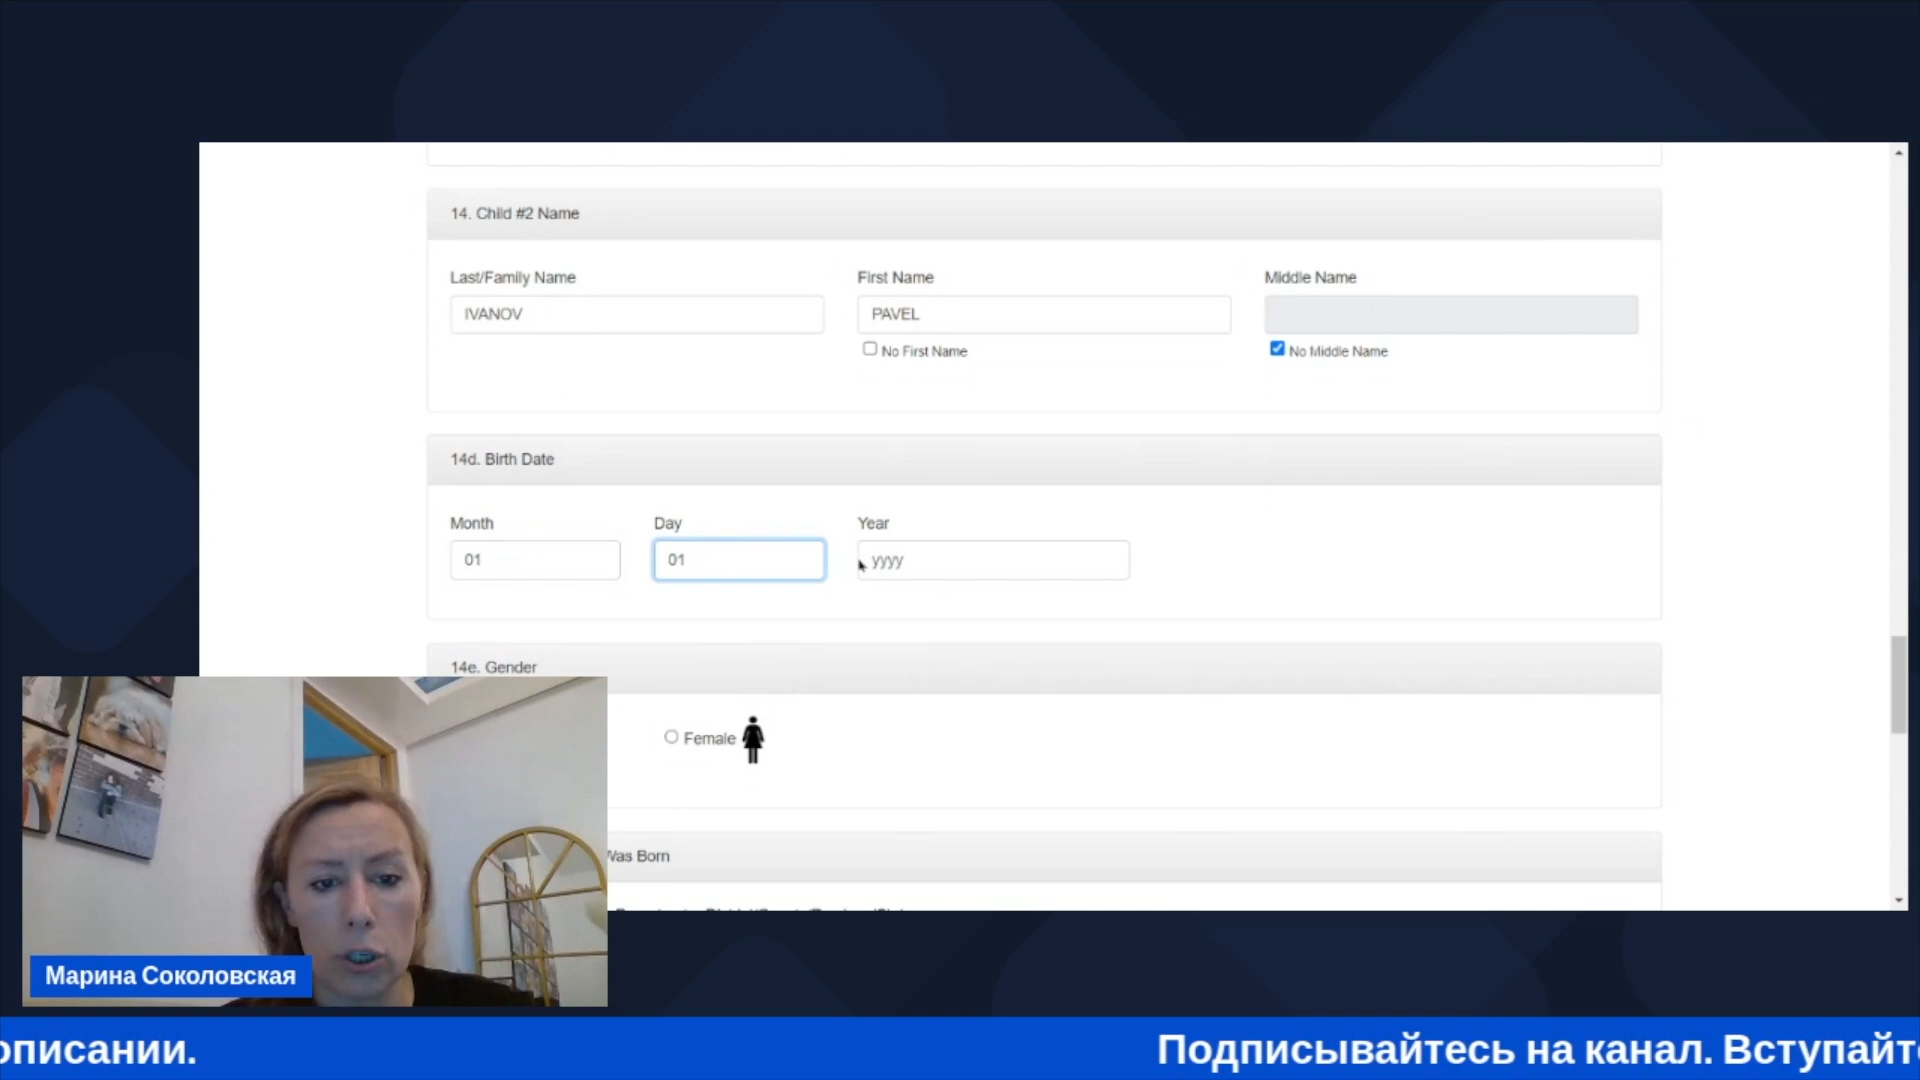 14. Child #2 Name
Last/Family Name
First Name
Middle Name
IVANOV
PAVEL
No First Name
No Middle Name
14d. Birth Date
Month
Day
Year
01
01
yyyy
14e. Gender
Female
Was Born
Марина Соколовская
описании.
Подписывайтесь на канал. Вступайте